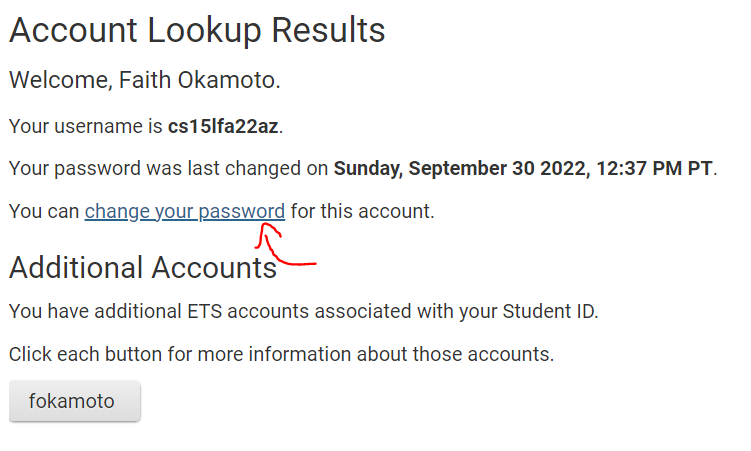 Account Lookup Results
Welcome, Faith Okamoto.
Your username is cs15lfa22az.
Your password was last changed on Sunday, September 30 2022, 12:37 PM PT.
You can change your password for this account.
Additional Accounts
You have additional ETS accounts associated with your Student ID.
Click each button for more information about those accounts.
fokamoto